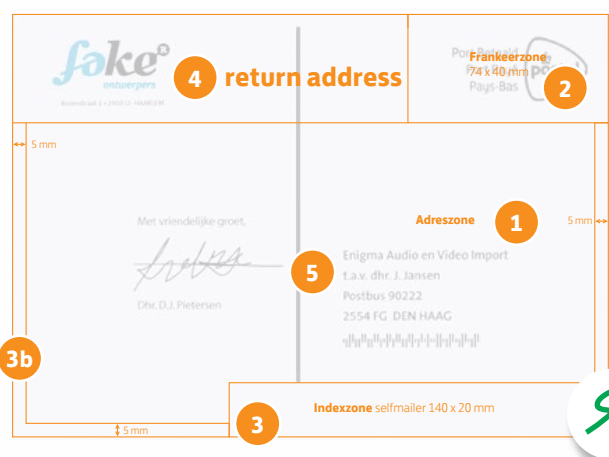 fake
ontwerpers
4 return address
Port Betaald
Frankeerzone
74 x 40 mm
Pays-Bas
2
5 mm
Adreszone 1
5 mm
Met vriendelijke groet,
Enigma Audio en Video Import
5 t.a.v. dhr. J. Jansen
Postbus 90222
Dhr. D.J. Pietersen
2554 FG DEN HAAG
3b
Indexzone selfmailer 140 x 20 mm
3
5 mm